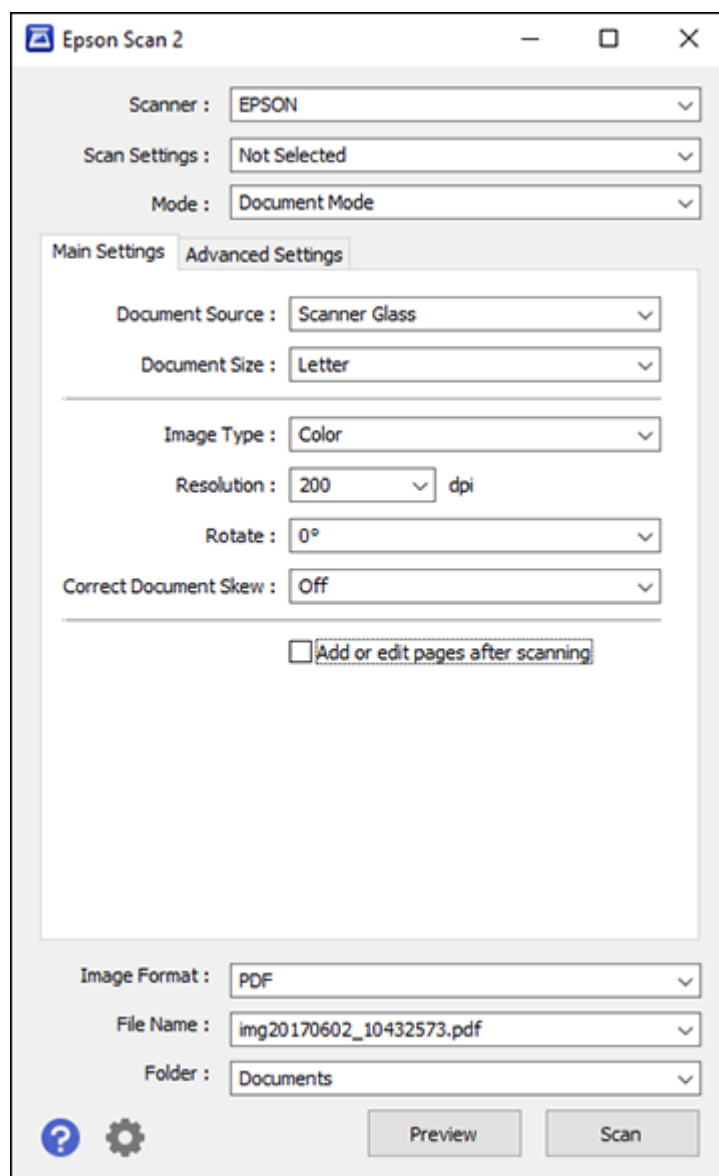 Epson Scan 2
Scanner : EPSON
Scan Settings : Not Selected
Mode : Document Mode
Main Settings Advanced Settings
Document Source : Scanner Glass
Document Size : Letter
Image Type : Color
Resolution : 200 dpi
Rotate : 0°
Correct Document Skew : Off
Add or edit pages after scanning
Image Format : PDF
File Name : img20170602_10432573.pdf
Folder : Documents
? Preview Scan